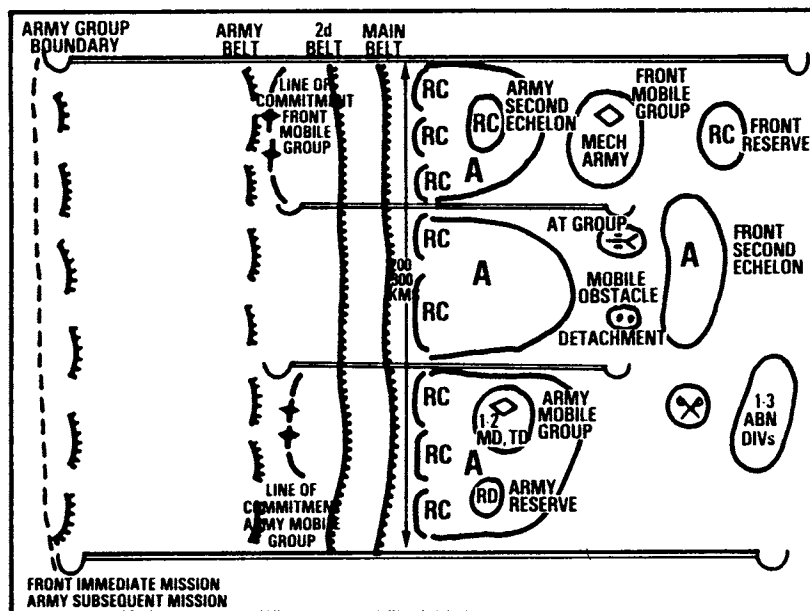 ARMY GROUP
BOUNDARY
ARMY
BELT
2d
BELT
MAIN
BELT
LINE OF
COMMITMENT
FRONT
MOBILE
GROUP
RC
RC
RC
ARMY
SECOND
ECHELON
RC
A
FRONT
MOBILE
GROUP
MECH
ARMY
RC
FRONT
RESERVE
RC
RC
A
KMS
AT GROUP
MOBILE
OBSTACLE
DETACHMENT
A
FRONT
SECOND
ECHELON
RC
RC
RC
1·2
MD, TD
A
ARMY
MOBILE
GROUP
RD
ARMY
RESERVE
1·3
ABN
DIVs
LINE OF
COMMITMENT
ARMY MOBILE
GROUP
FRONT IMMEDIATE MISSION
ARMY SUBSEQUENT MISSION